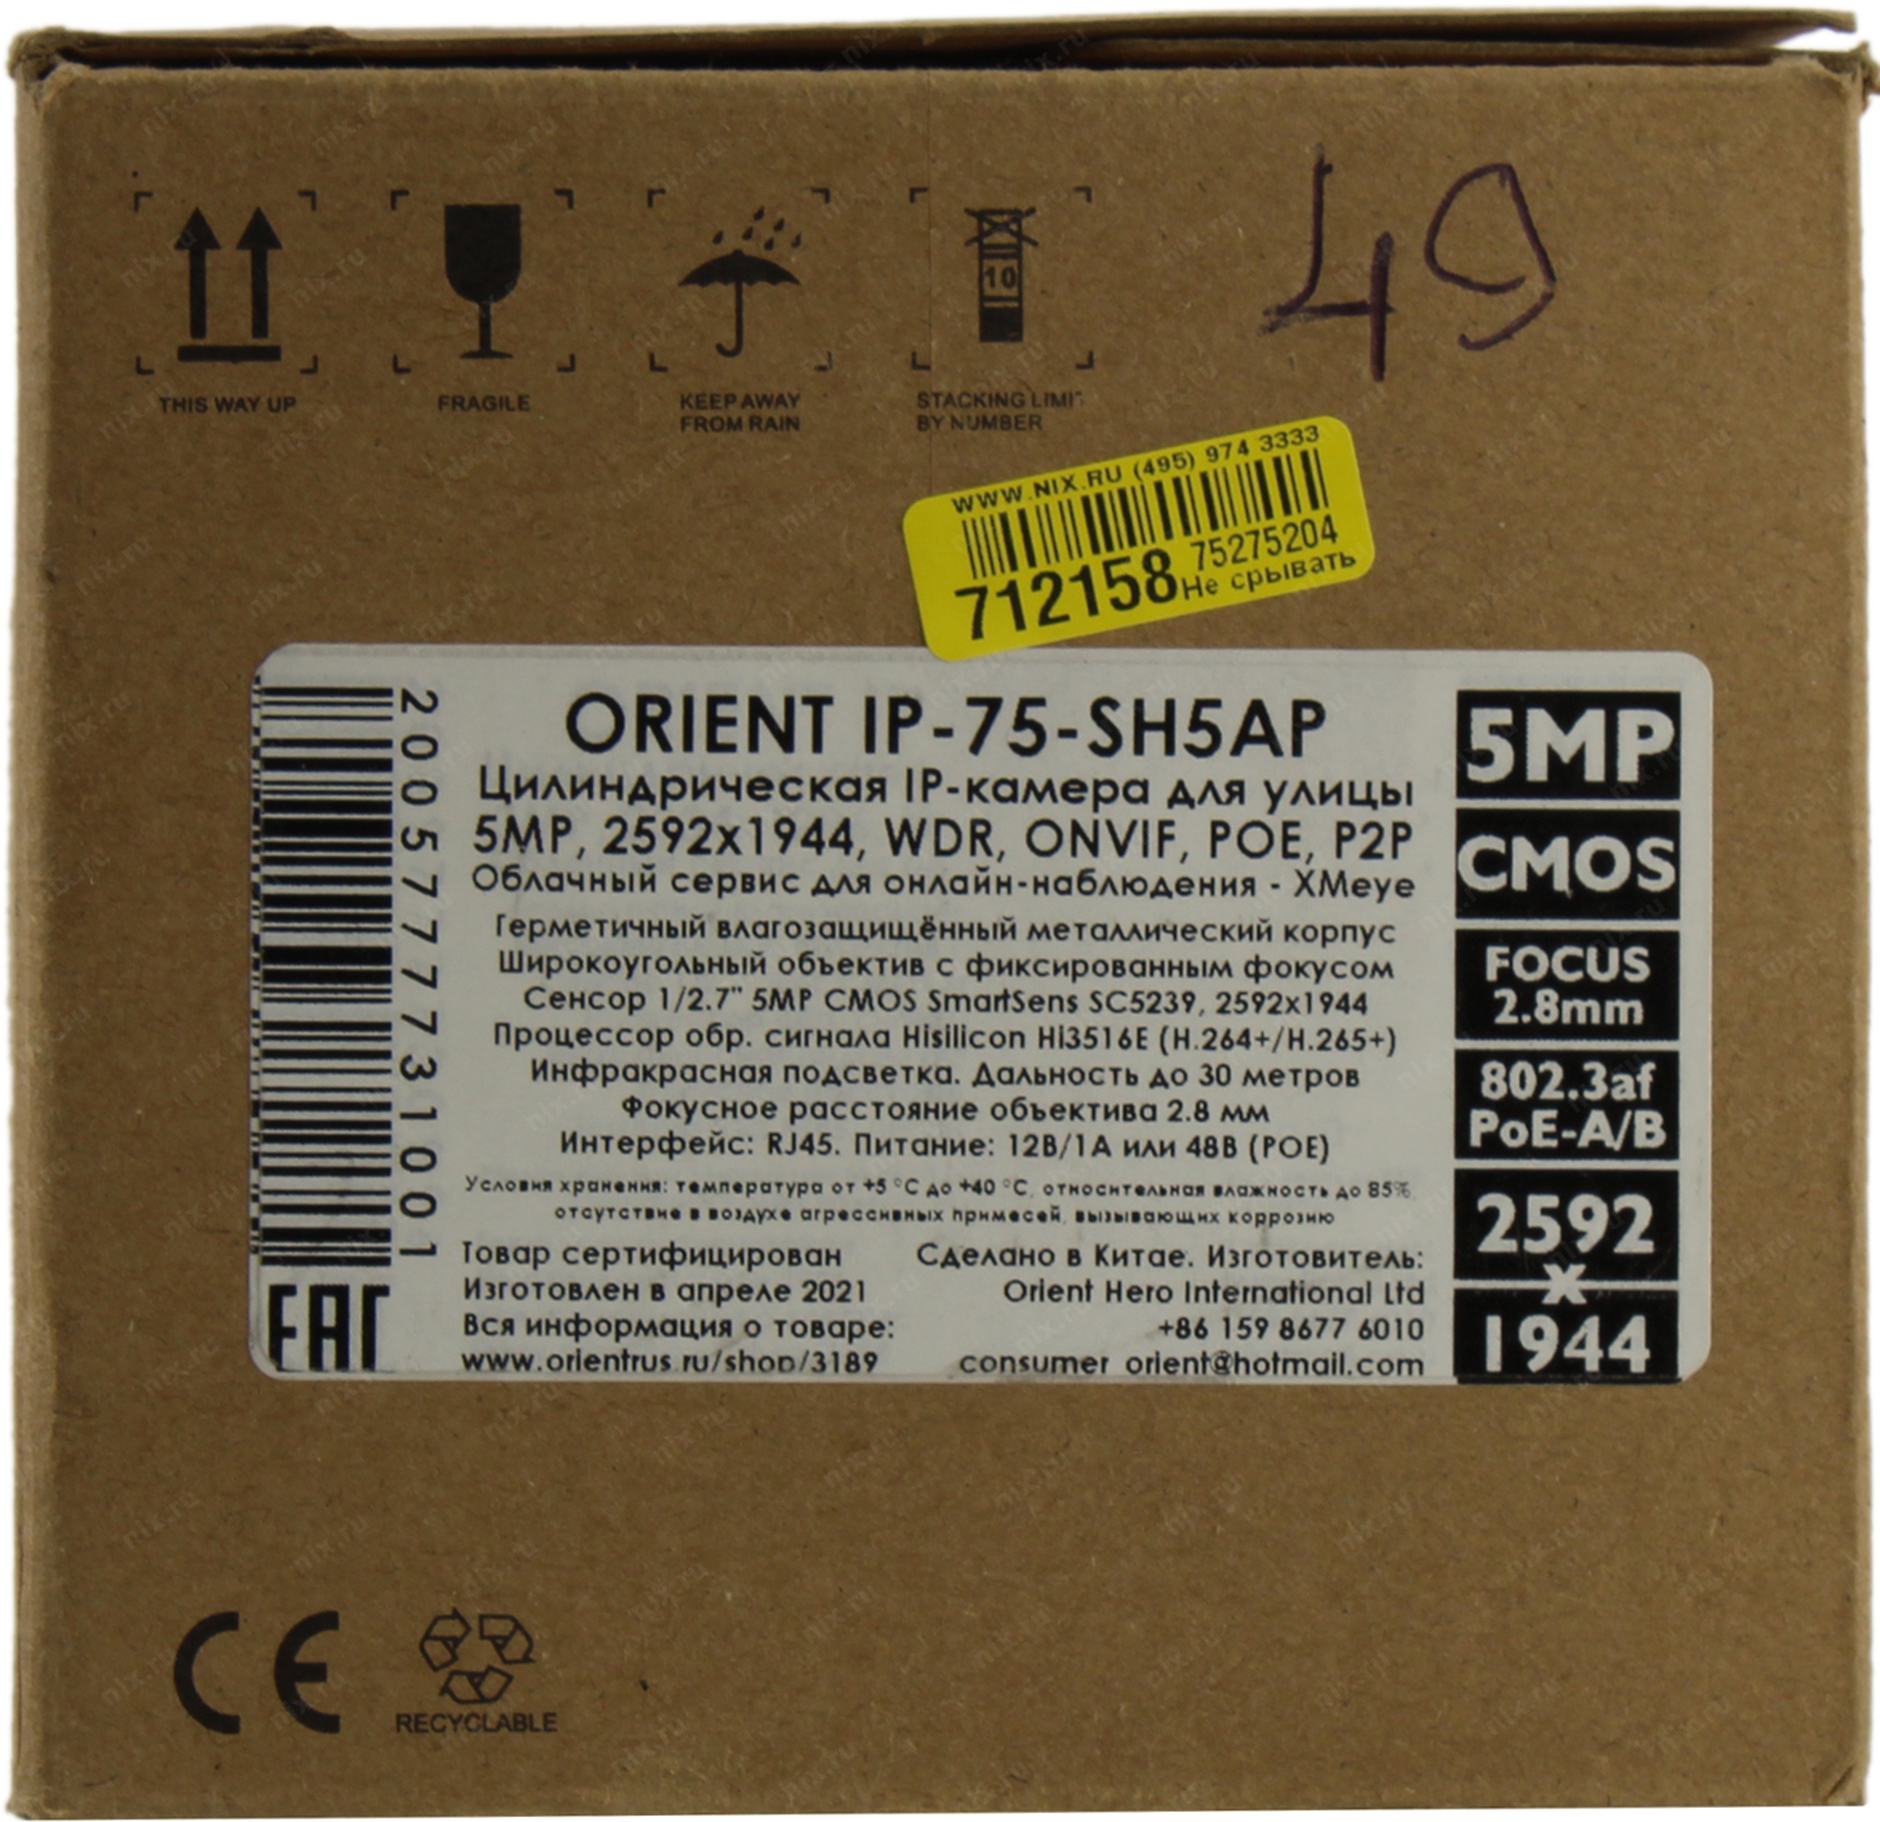 THIS WAY UP
FRAGILE
KEEP AWAY
FROM RAIN
10
STACKING LIMIT
BY NUMBER
49
WWW.NIX.RU (495) 974 3333
75275204
712158 Не срывать
ORIENT IP-75-SH5AP
Цилиндрическая IP-камера для улицы
5MP, 2592x1944, WDR, ONVIF, POE, P2P
Облачный сервис для онлайн-наблюдения - XMeye
Герметичный влагозащищённый металлический корпус
Широкоугольный объектив с фиксированным фокусом
Сенсор 1/2.7" 5MP CMOS SmartSens SC5239, 2592x1944
Процессор обр. сигнала Hisilicon Hi3516E (H.264+/H.265+)
Инфракрасная подсветка. Дальность до 30 метров
Фокусное расстояние объектива 2.8 мм
Интерфейс: RJ45. Питание: 12В/1А или 48В (POE)
Условия хранения: температура от +5 °C до +40 °C, относительная влажность до 85%,
отсутствие в воздухе агрессивных примесей, вызывающих коррозию
Товар сертифицирован
Изготовлен в апреле 2021
Вся информация о товаре:
www.orientrus.ru/shop/3189
Сделано в Китае. Изготовитель:
Orient Hero International Ltd
+86 159 8677 6010
consumer_orient@hotmail.com
2005777731001
EAC
5MP
CMOS
FOCUS
2.8mm
802.3af
PoE-A/B
2592
x
1944
CE
RECYCLABLE
nix.ru